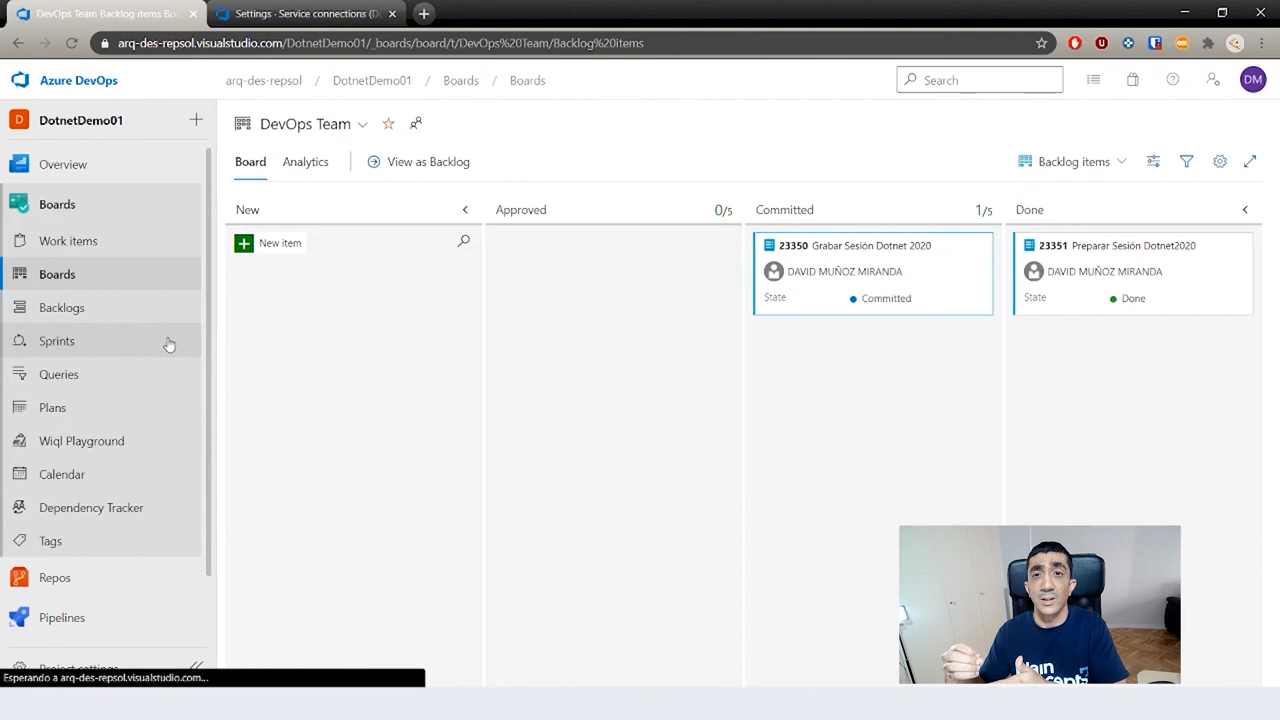 DevOps Team Backlog items Bo
Settings · Service connections (D
arq-des-repsol.visualstudio.com/DotnetDemo01/_boards/board/t/DevOps%20Team/Backlog%20items
Azure DevOps
arq-des-repsol / DotnetDemo01 / Boards / Boards
Search
DM
D DotnetDemo01
DevOps Team
Overview
Board Analytics View as Backlog
Backlog items
Boards
New
Approved 0/5
Committed 1/5
Done
Work items
New item
23350 Grabar Sesión Dotnet 2020
DAVID MUÑOZ MIRANDA
State Committed
23351 Preparar Sesión Dotnet2020
DAVID MUÑOZ MIRANDA
State Done
Boards
Backlogs
Sprints
Queries
Plans
Wiql Playground
Calendar
Dependency Tracker
Tags
Repos
Pipelines
Project settings
Esperando a arq-des-repsol.visualstudio.com...